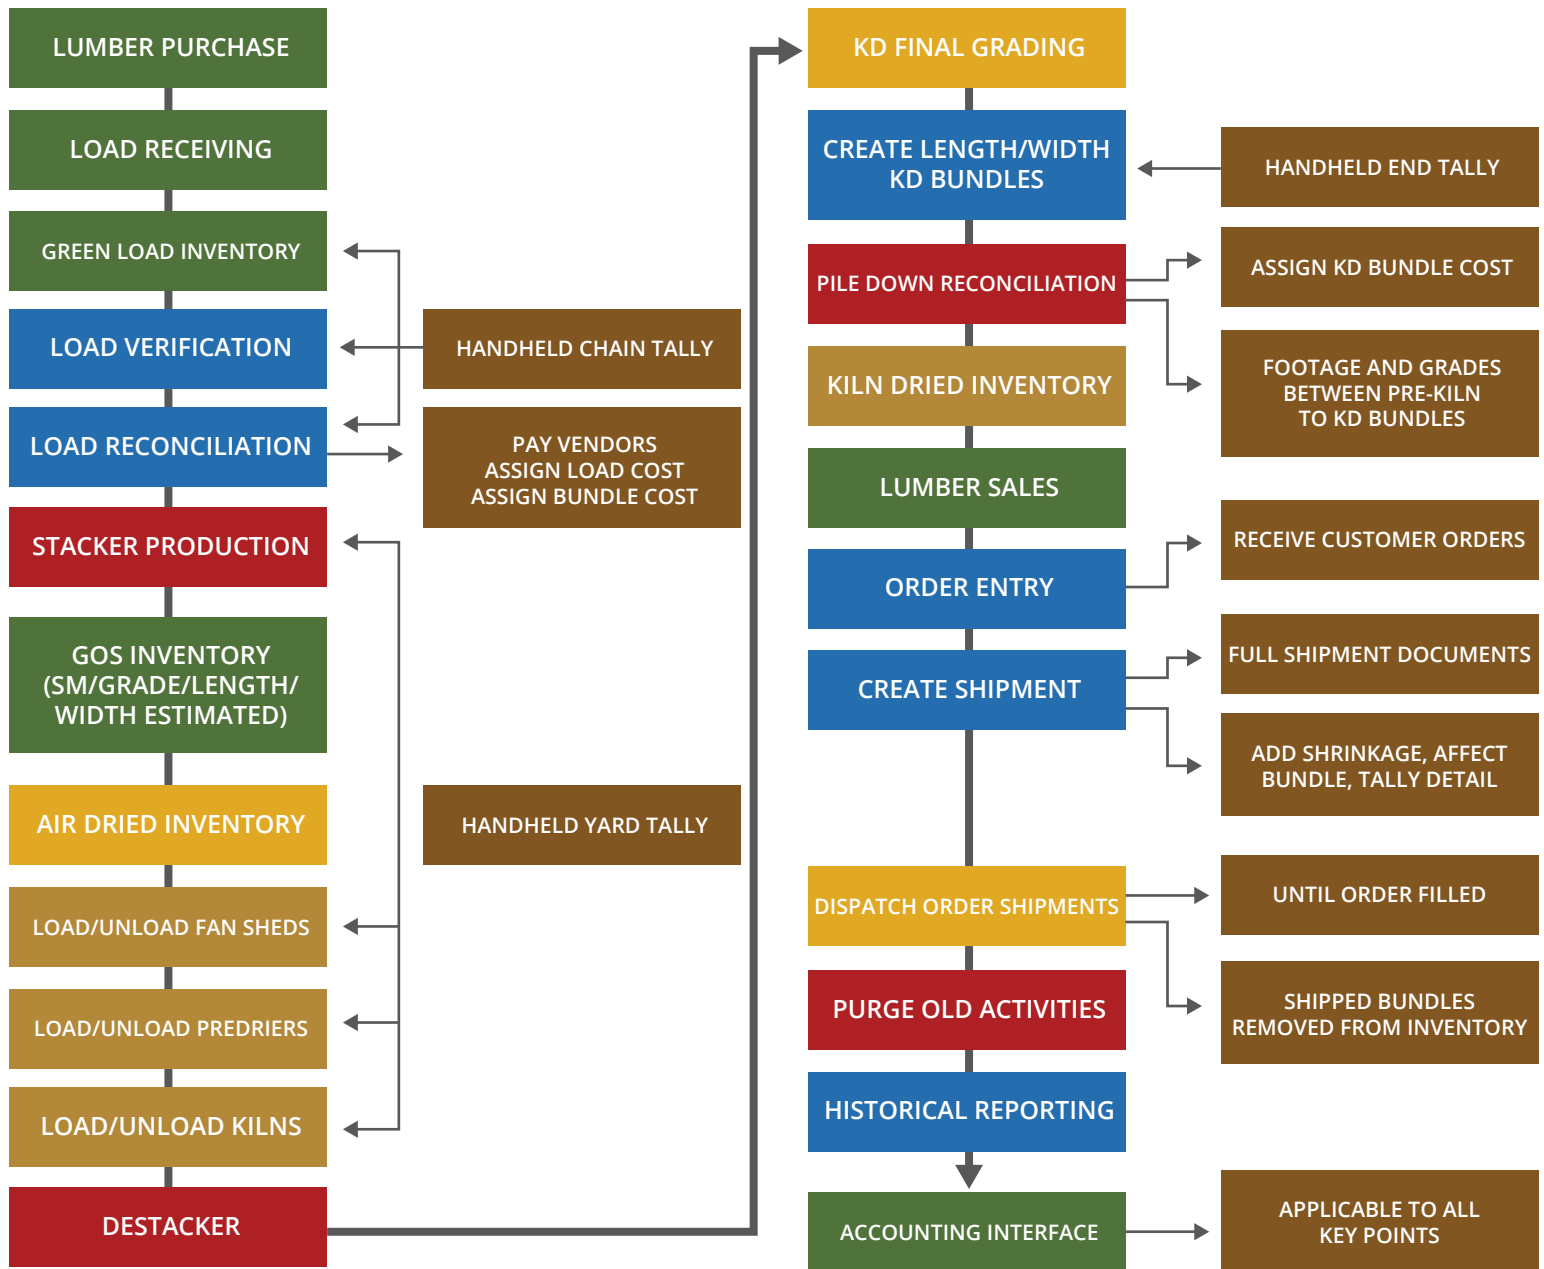 LUMBER PURCHASE
LOAD RECEIVING
GREEN LOAD INVENTORY
LOAD VERIFICATION
HANDHELD CHAIN TALLY
LOAD RECONCILIATION
PAY VENDORS
ASSIGN LOAD COST
ASSIGN BUNDLE COST
STACKER PRODUCTION
GOS INVENTORY
(SM/GRADE/LENGTH/
WIDTH ESTIMATED)
AIR DRIED INVENTORY
HANDHELD YARD TALLY
LOAD/UNLOAD FAN SHEDS
LOAD/UNLOAD PREDRIERS
LOAD/UNLOAD KILNS
DESTACKER
KD FINAL GRADING
CREATE LENGTH/WIDTH
KD BUNDLES
HANDHELD END TALLY
PILE DOWN RECONCILIATION
ASSIGN KD BUNDLE COST
FOOTAGE AND GRADES
BETWEEN PRE-KILN
TO KD BUNDLES
KILN DRIED INVENTORY
LUMBER SALES
ORDER ENTRY
RECEIVE CUSTOMER ORDERS
CREATE SHIPMENT
FULL SHIPMENT DOCUMENTS
ADD SHRINKAGE, AFFECT
BUNDLE, TALLY DETAIL
DISPATCH ORDER SHIPMENTS
UNTIL ORDER FILLED
SHIPPED BUNDLES
REMOVED FROM INVENTORY
PURGE OLD ACTIVITIES
HISTORICAL REPORTING
ACCOUNTING INTERFACE
APPLICABLE TO ALL
KEY POINTS